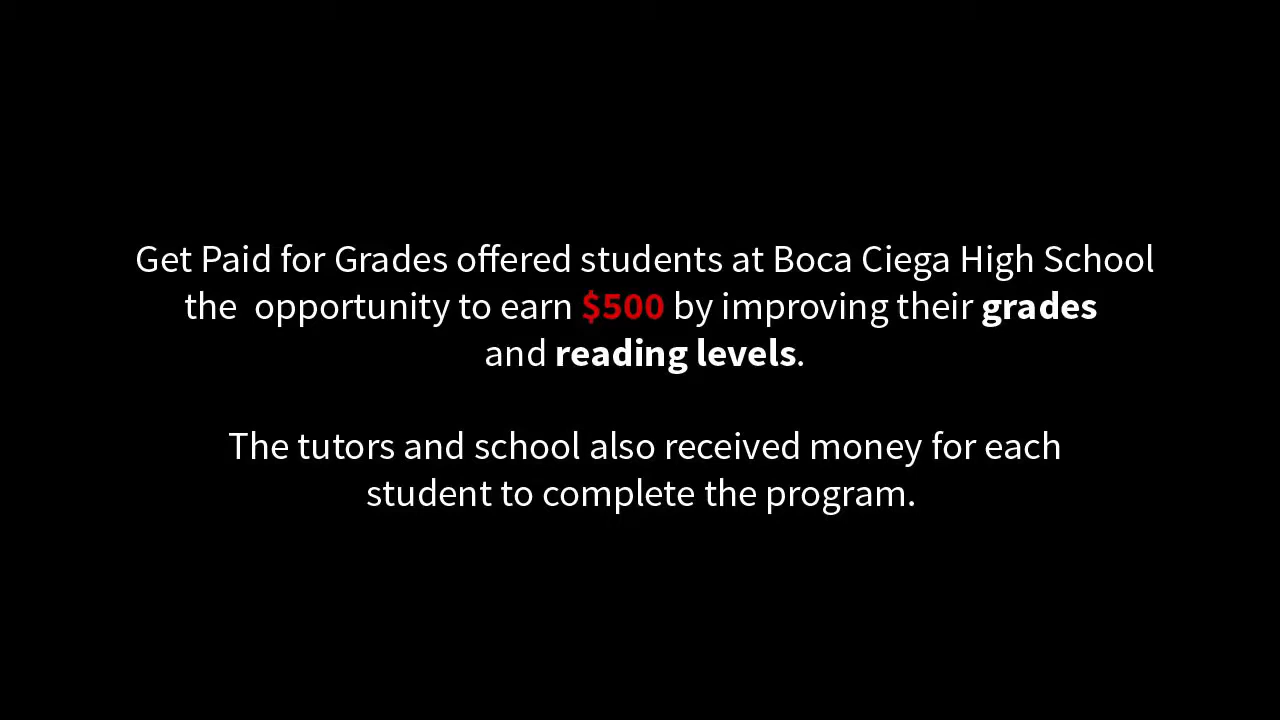 Get Paid for Grades offered students at Boca Ciega High School
the  opportunity to earn $500 by improving their grades
and reading levels.
The tutors and school also received money for each
student to complete the program.